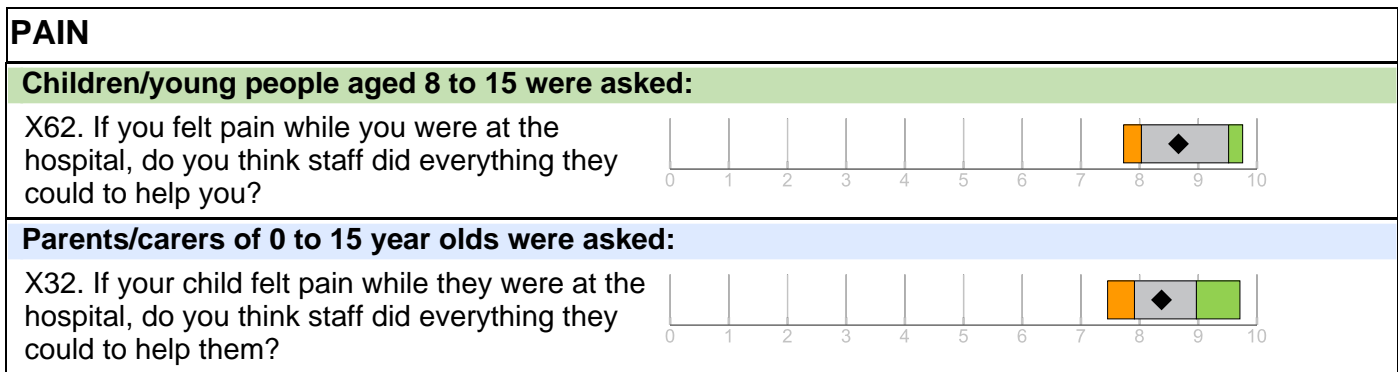 PAIN
Children/young people aged 8 to 15 were asked:
X62. If you felt pain while you were at the
hospital, do you think staff did everything they
could to help you?
0 1 2 3 4 5 6 7 8 9 10
Parents/carers of 0 to 15 year olds were asked:
X32. If your child felt pain while they were at the
hospital, do you think staff did everything they
could to help them?
0 1 2 3 4 5 6 7 8 9 10